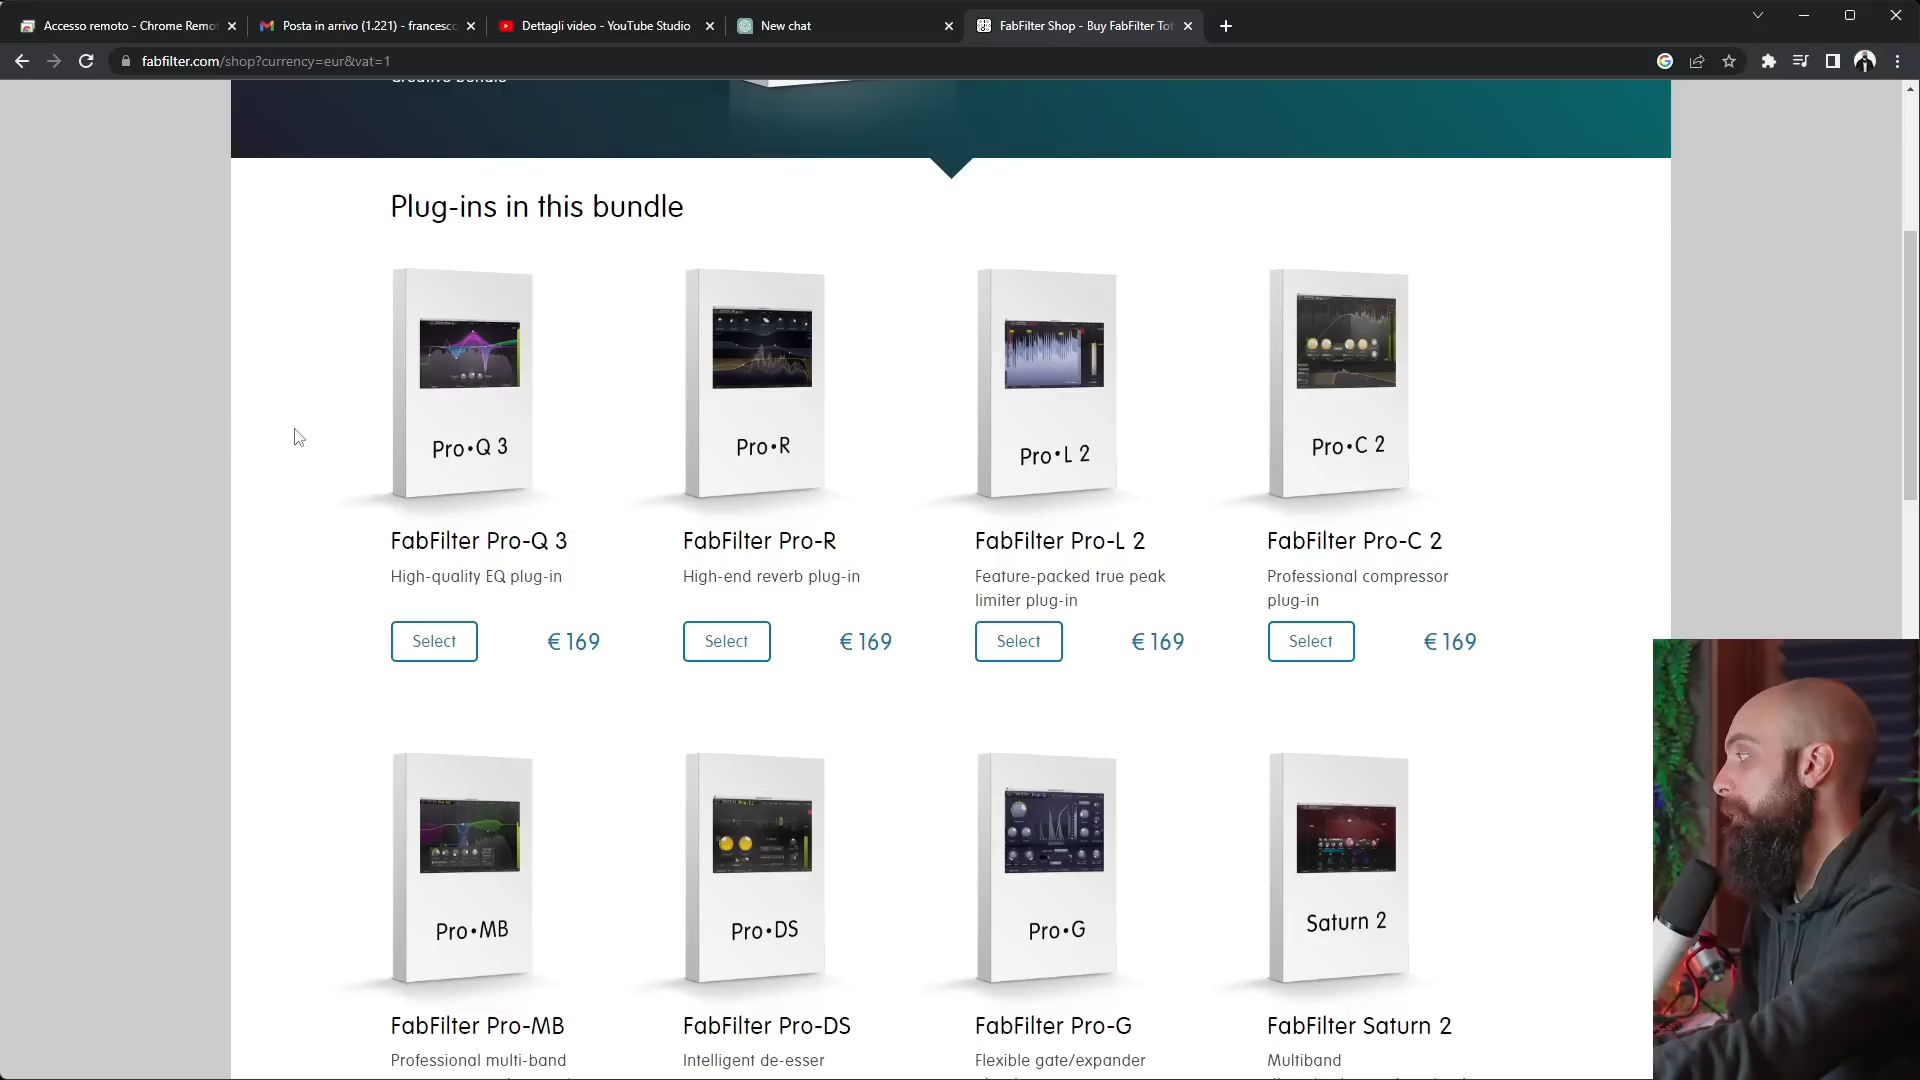 Accesso remoto - Chrome Remot
Posta in arrivo (1.221) - francesco
Dettagli video - YouTube Studio
New chat
FabFilter Shop - Buy FabFilter Tot
fabfilter.com/shop?currency=eur&vat=1
Creative bundle
Plug-ins in this bundle
Pro•Q 3
Pro•R
Pro•L 2
Pro•C 2
FabFilter Pro-Q 3
FabFilter Pro-R
FabFilter Pro-L 2
FabFilter Pro-C 2
High-quality EQ plug-in
High-end reverb plug-in
Feature-packed true peak
limiter plug-in
Professional compressor
plug-in
Select
€ 169
Select
€ 169
Select
€ 169
Select
€ 169
Pro•MB
Pro•DS
Pro•G
Saturn 2
FabFilter Pro-MB
FabFilter Pro-DS
FabFilter Pro-G
FabFilter Saturn 2
Professional multi-band
Intelligent de-esser
Flexible gate/expander
Multiband